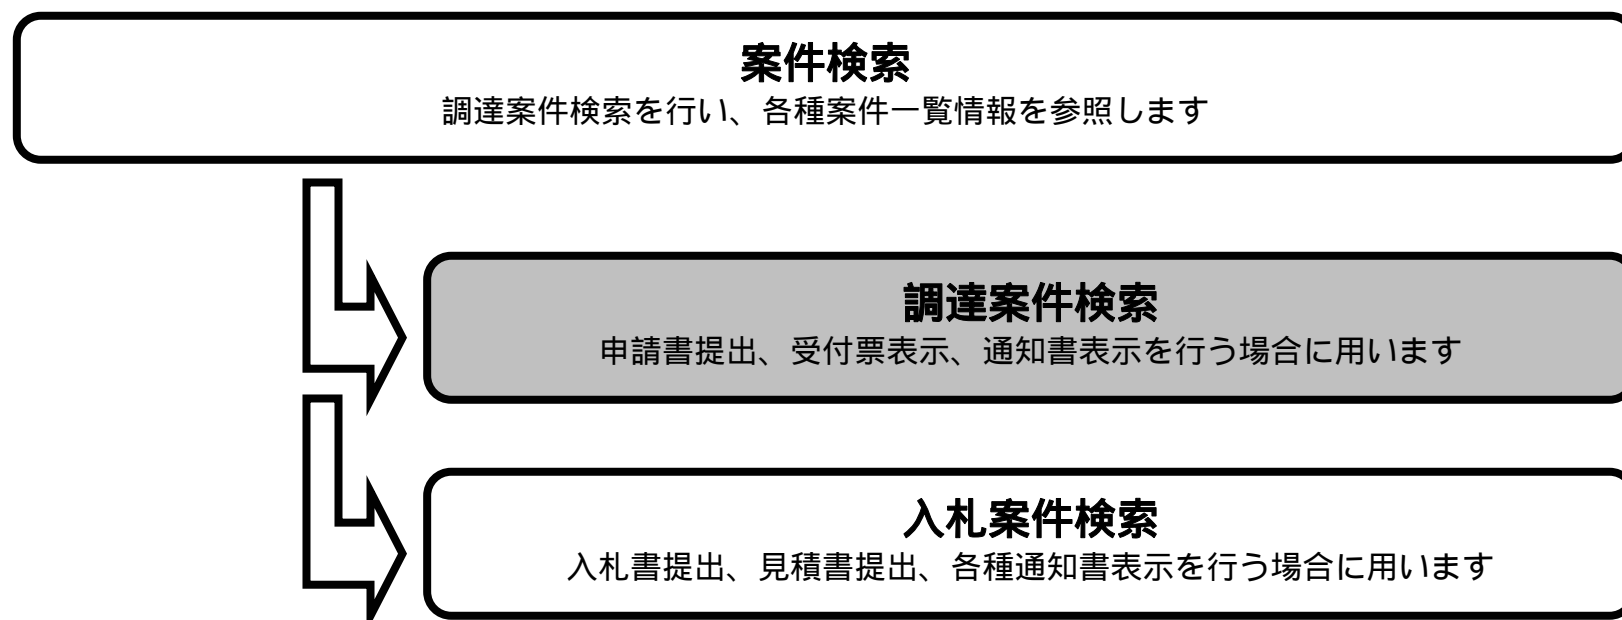 案件検索
調達案件検索を行い、各種案件一覧情報を参照します
調達案件検索
申請書提出、受付票表示、通知書表示を行う場合に用います
入札案件検索
入札書提出、見積書提出、各種通知書表示を行う場合に用います